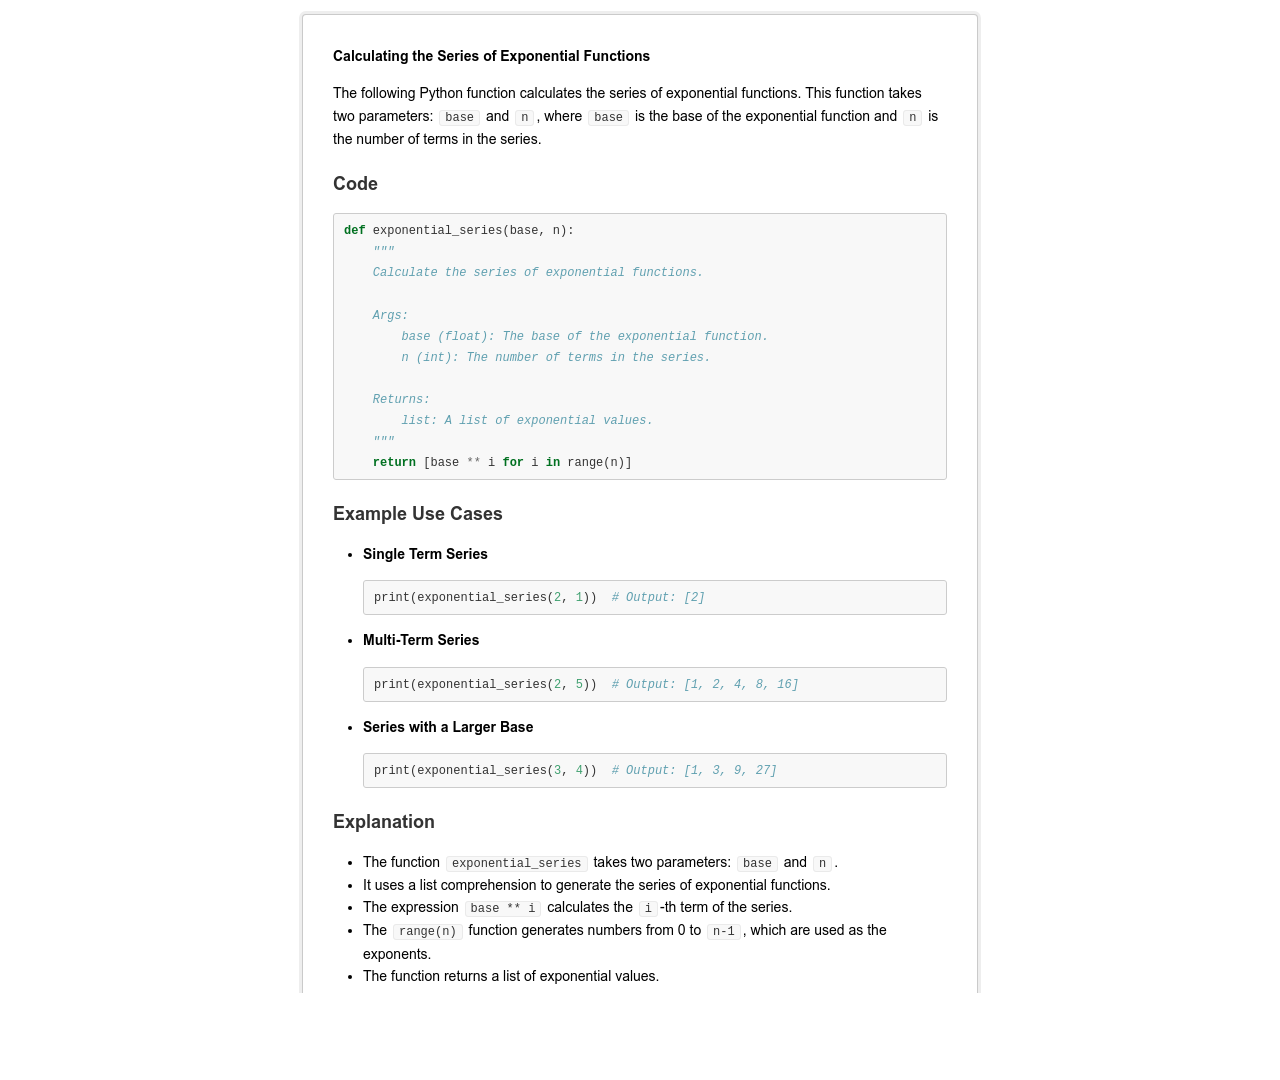 Calculating the Series of Exponential Functions
The following Python function calculates the series of exponential functions. This function takes
two parameters: base and n, where base is the base of the exponential function and n is
the number of terms in the series.
Code
def exponential_series(base, n):
    """
    Calculate the series of exponential functions.

    Args:
        base (float): The base of the exponential function.
        n (int): The number of terms in the series.

    Returns:
        list: A list of exponential values.
    """
    return [base ** i for i in range(n)]
Example Use Cases
• Single Term Series
print(exponential_series(2, 1))  # Output: [2]
• Multi-Term Series
print(exponential_series(2, 5))  # Output: [1, 2, 4, 8, 16]
• Series with a Larger Base
print(exponential_series(3, 4))  # Output: [1, 3, 9, 27]
Explanation
• The function exponential_series takes two parameters: base and n.
• It uses a list comprehension to generate the series of exponential functions.
• The expression base ** i calculates the i-th term of the series.
• The range(n) function generates numbers from 0 to n-1, which are used as the
exponents.
• The function returns a list of exponential values.